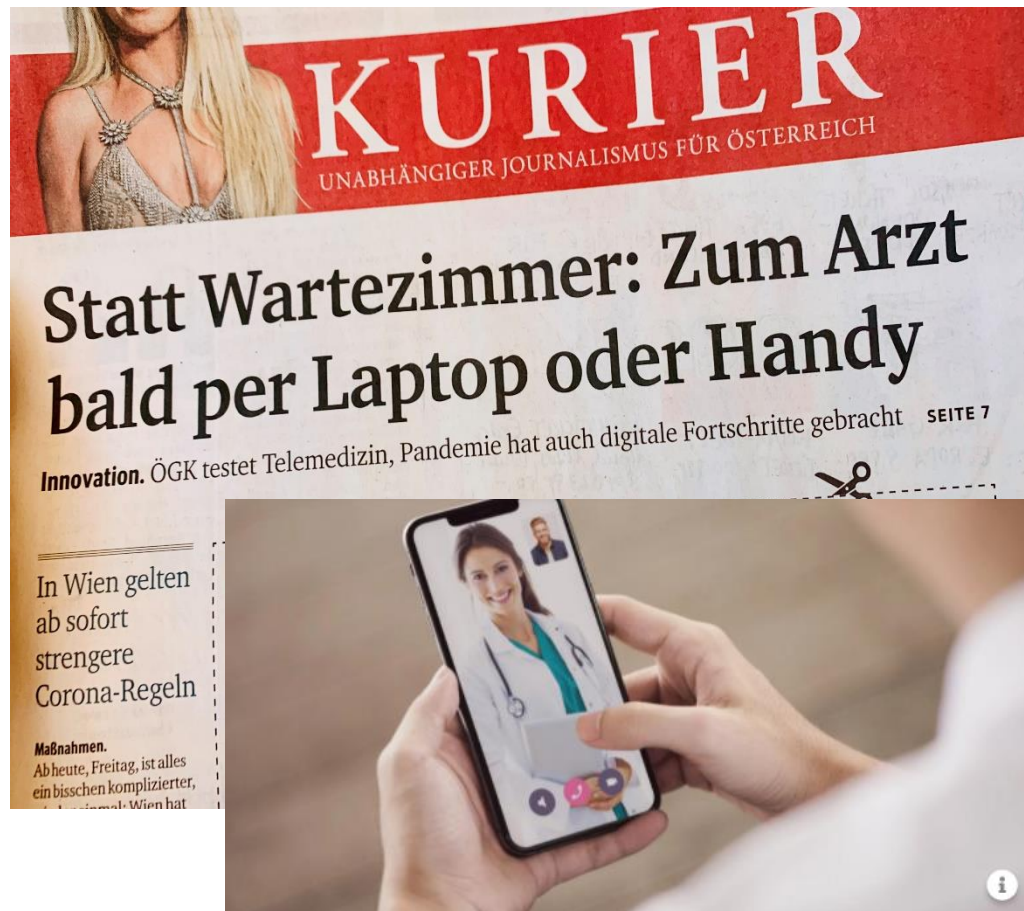 KURIER
UNABHÄNGIGER JOURNALISMUS FÜR ÖSTERREICH
Statt Wartezimmer: Zum Arzt
bald per Laptop oder Handy
Innovation. ÖGK testet Telemedizin, Pandemie hat auch digitale Fortschritte gebracht SEITE 7
In Wien gelten
ab sofort
strengere
Corona-Regeln
Maßnahmen.
Ab heute, Freitag, ist alles
ein bisschen komplizierter,
Wien hat